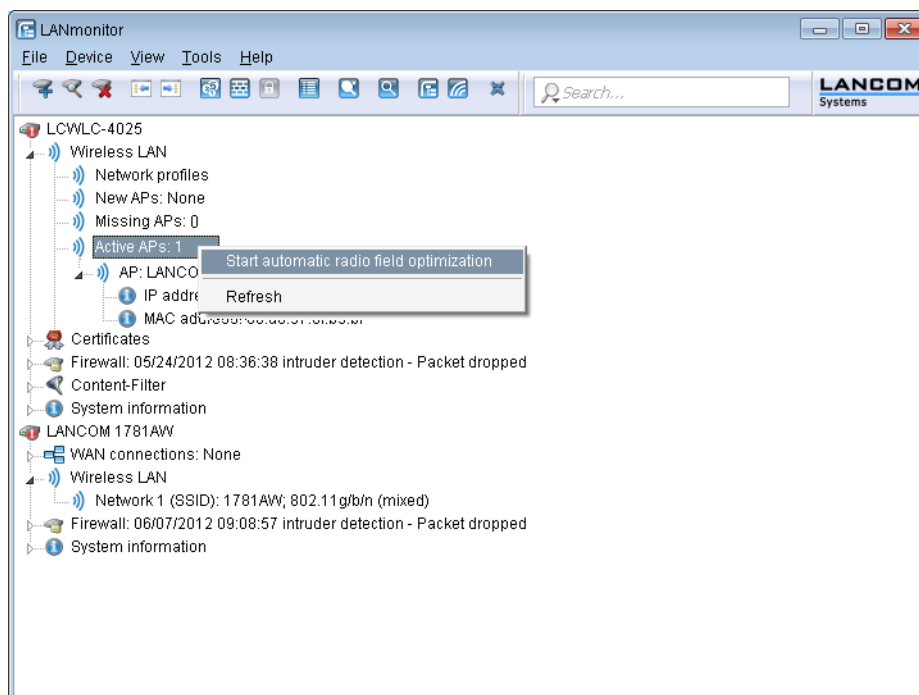 LANmonitor
File Device View Tools Help
Search...
LANCOM
Systems
LCWLC-4025
Wireless LAN
Network profiles
New APs: None
Missing APs: 0
Active APs: 1
Start automatic radio field optimization
AP: LANCO
IP addre
Refresh
MAC
Certificates
Firewall: 05/24/2012 08:36:38 intruder detection - Packet dropped
Content-Filter
System information
LANCOM 1781AW
WAN connections: None
Wireless LAN
Network 1 (SSID): 1781AW; 802.11g/b/n (mixed)
Firewall: 06/07/2012 09:08:57 intruder detection - Packet dropped
System information